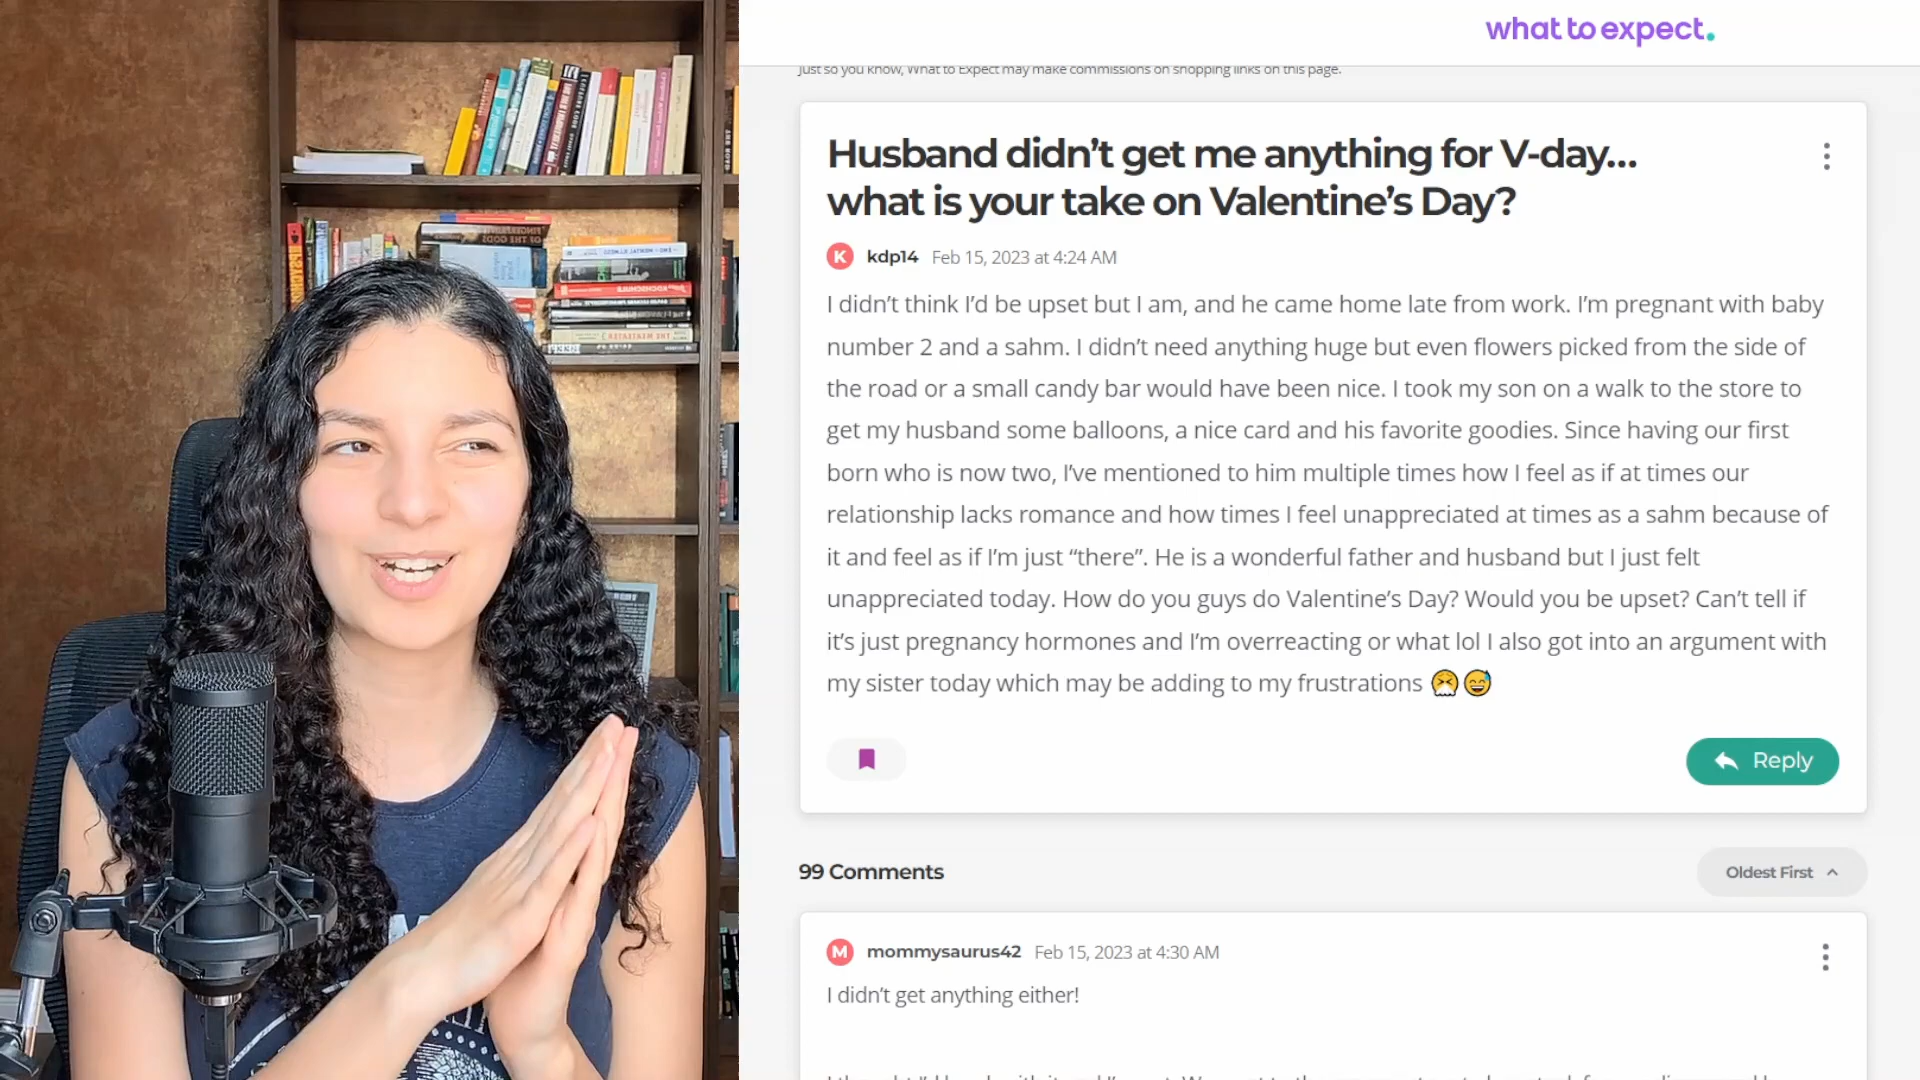 what to expect.
Just so you know, What to Expect may make commissions on shopping links on this page.
Husband didn’t get me anything for V-day...
what is your take on Valentine’s Day?
K kdp14 Feb 15, 2023 at 4:24 AM
I didn’t think I’d be upset but I am, and he came home late from work. I’m pregnant with baby
number 2 and a sahm. I didn’t need anything huge but even flowers picked from the side of
the road or a small candy bar would have been nice. I took my son on a walk to the store to
get my husband some balloons, a nice card and his favorite goodies. Since having our first
born who is now two, I’ve mentioned to him multiple times how I feel as if at times our
relationship lacks romance and how times I feel unappreciated at times as a sahm because of
it and feel as if I’m just “there”. He is a wonderful father and husband but I just felt
unappreciated today. How do you guys do Valentine’s Day? Would you be upset? Can’t tell if
it’s just pregnancy hormones and I’m overreacting or what lol I also got into an argument with
my sister today which may be adding to my frustrations
Reply
99 Comments
Oldest First
M mommysaurus42 Feb 15, 2023 at 4:30 AM
I didn’t get anything either!